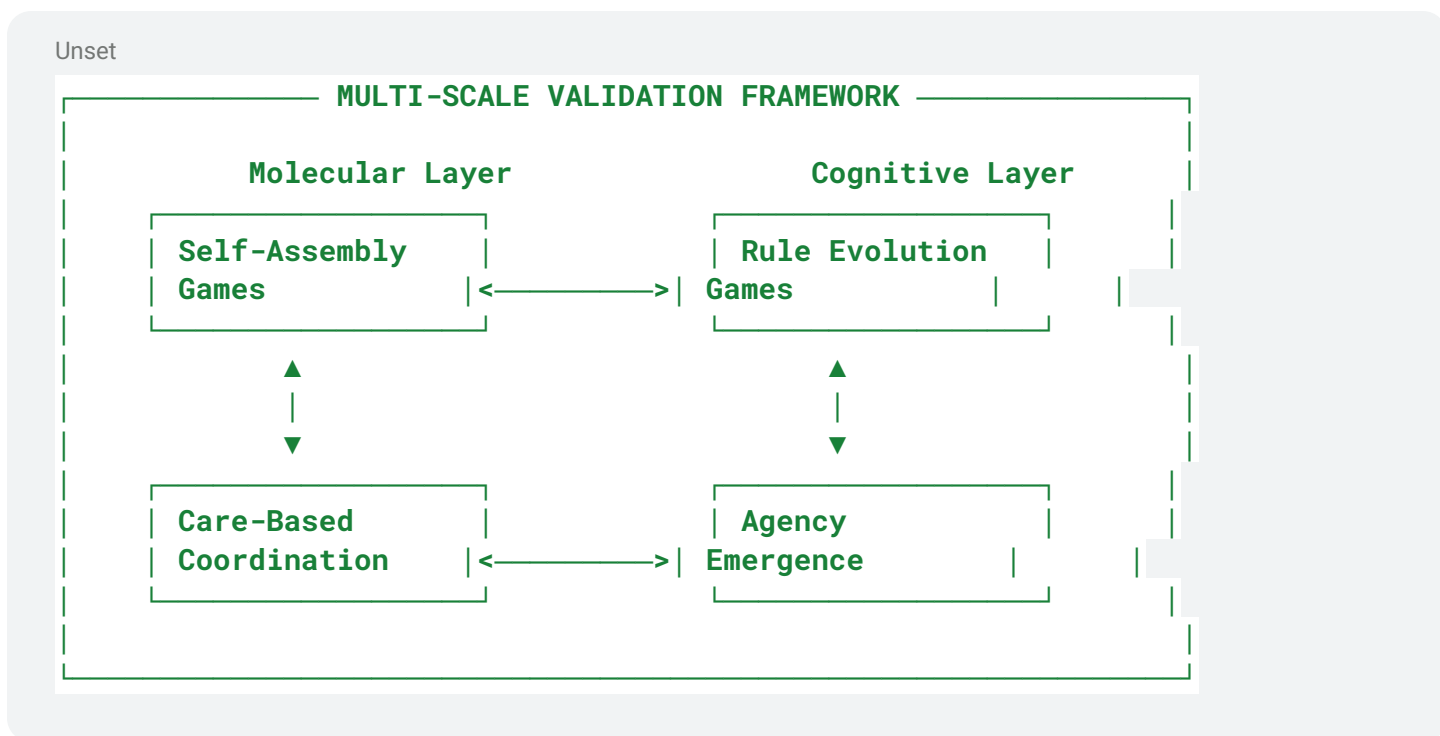 Unset
MULTI-SCALE VALIDATION FRAMEWORK
Molecular Layer Cognitive Layer
Self-Assembly Rule Evolution
Games |<─────────>| Games
Care-Based Agency
Coordination |<─────────>| Emergence